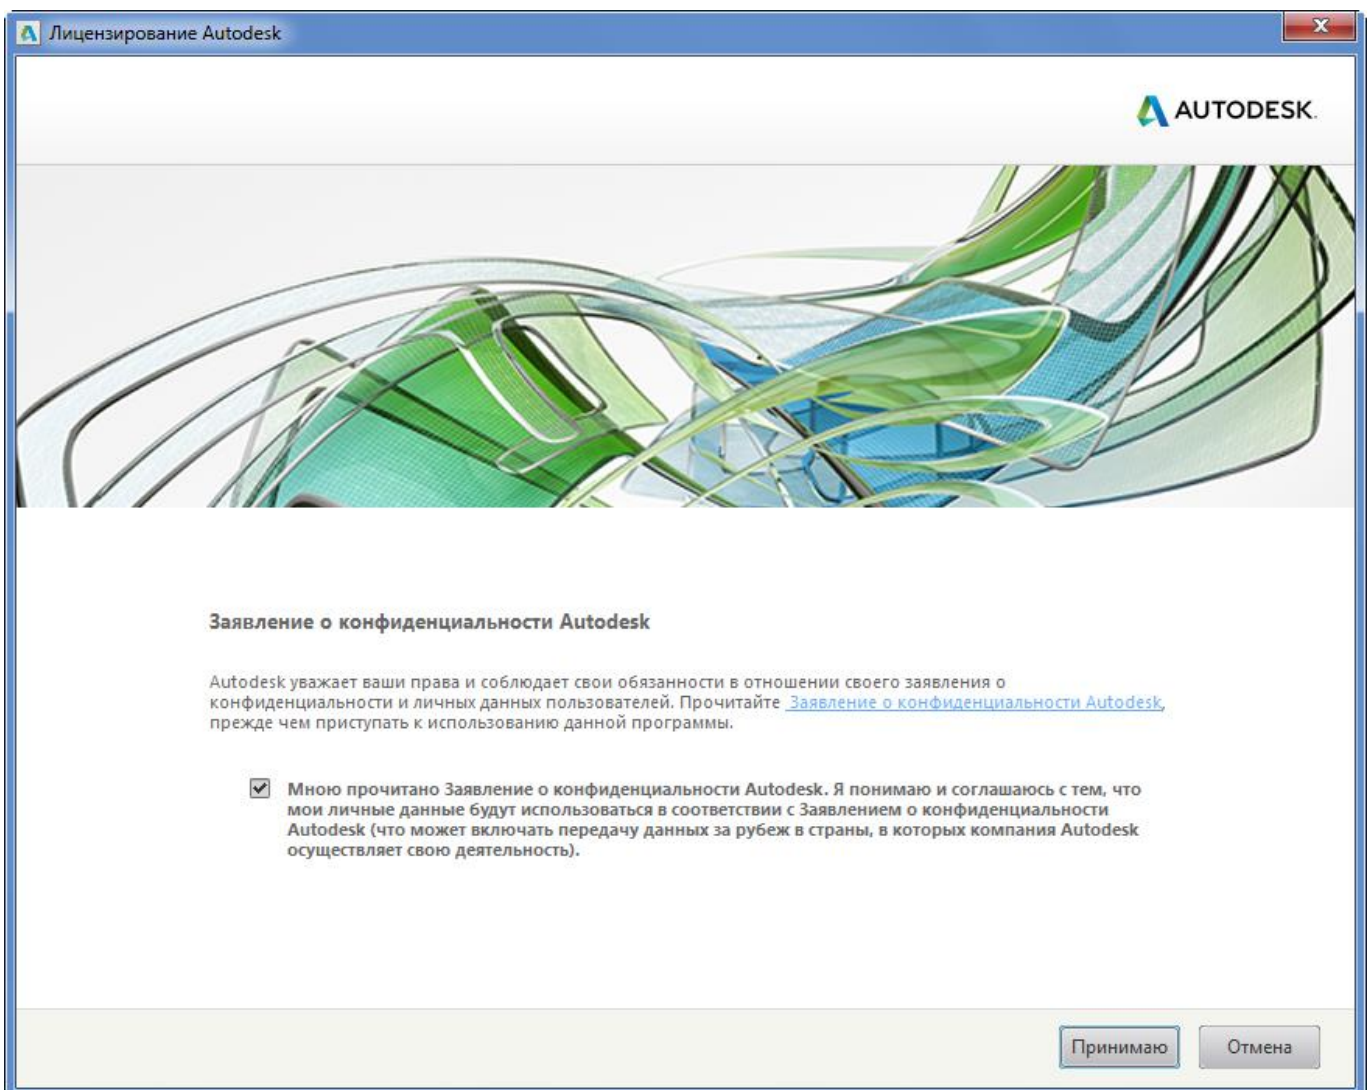 Лицензирование Autodesk
AUTODESK.
Заявление о конфиденциальности Autodesk
Autodesk уважает ваши права и соблюдает свои обязанности в отношении своего заявления о
конфиденциальности и личных данных пользователей. Прочитайте Заявление о конфиденциальности Autodesk,
прежде чем приступать к использованию данной программы.
Мною прочитано Заявление о конфиденциальности Autodesk. Я понимаю и соглашаюсь с тем, что
мои личные данные будут использоваться в соответствии с Заявлением о конфиденциальности
Autodesk (что может включать передачу данных за рубеж в страны, в которых компания Autodesk
осуществляет свою деятельность).
Принимаю
Отмена